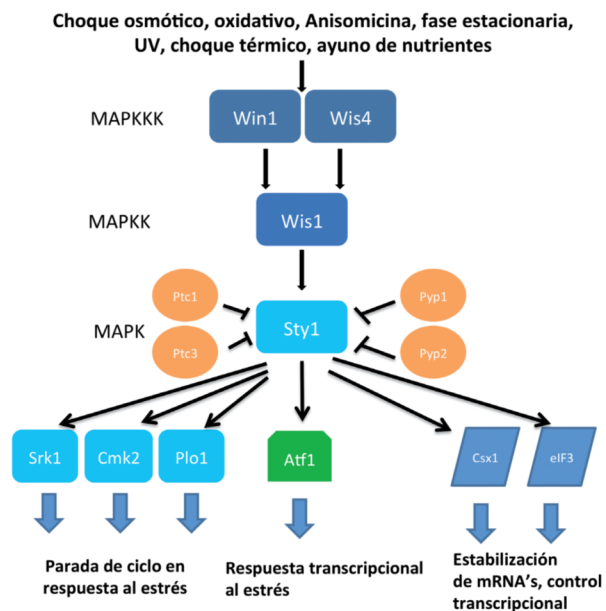 Choque osmótico, oxidativo, Anisomicina, fase estacionaria,
UV, choque térmico, ayuno de nutrientes
MAPKKK
Win1
Wis4
MAPKK
Wis1
Ptc1
Pyp1
MAPK
Sty1
Ptc3
Pyp2
Srk1
Cmk2
Plo1
Atf1
Csx1
eIF3
Parada de ciclo en
respuesta al estrés
Respuesta transcripcional
al estrés
Estabilización
de mRNA’s, control
transcripcional